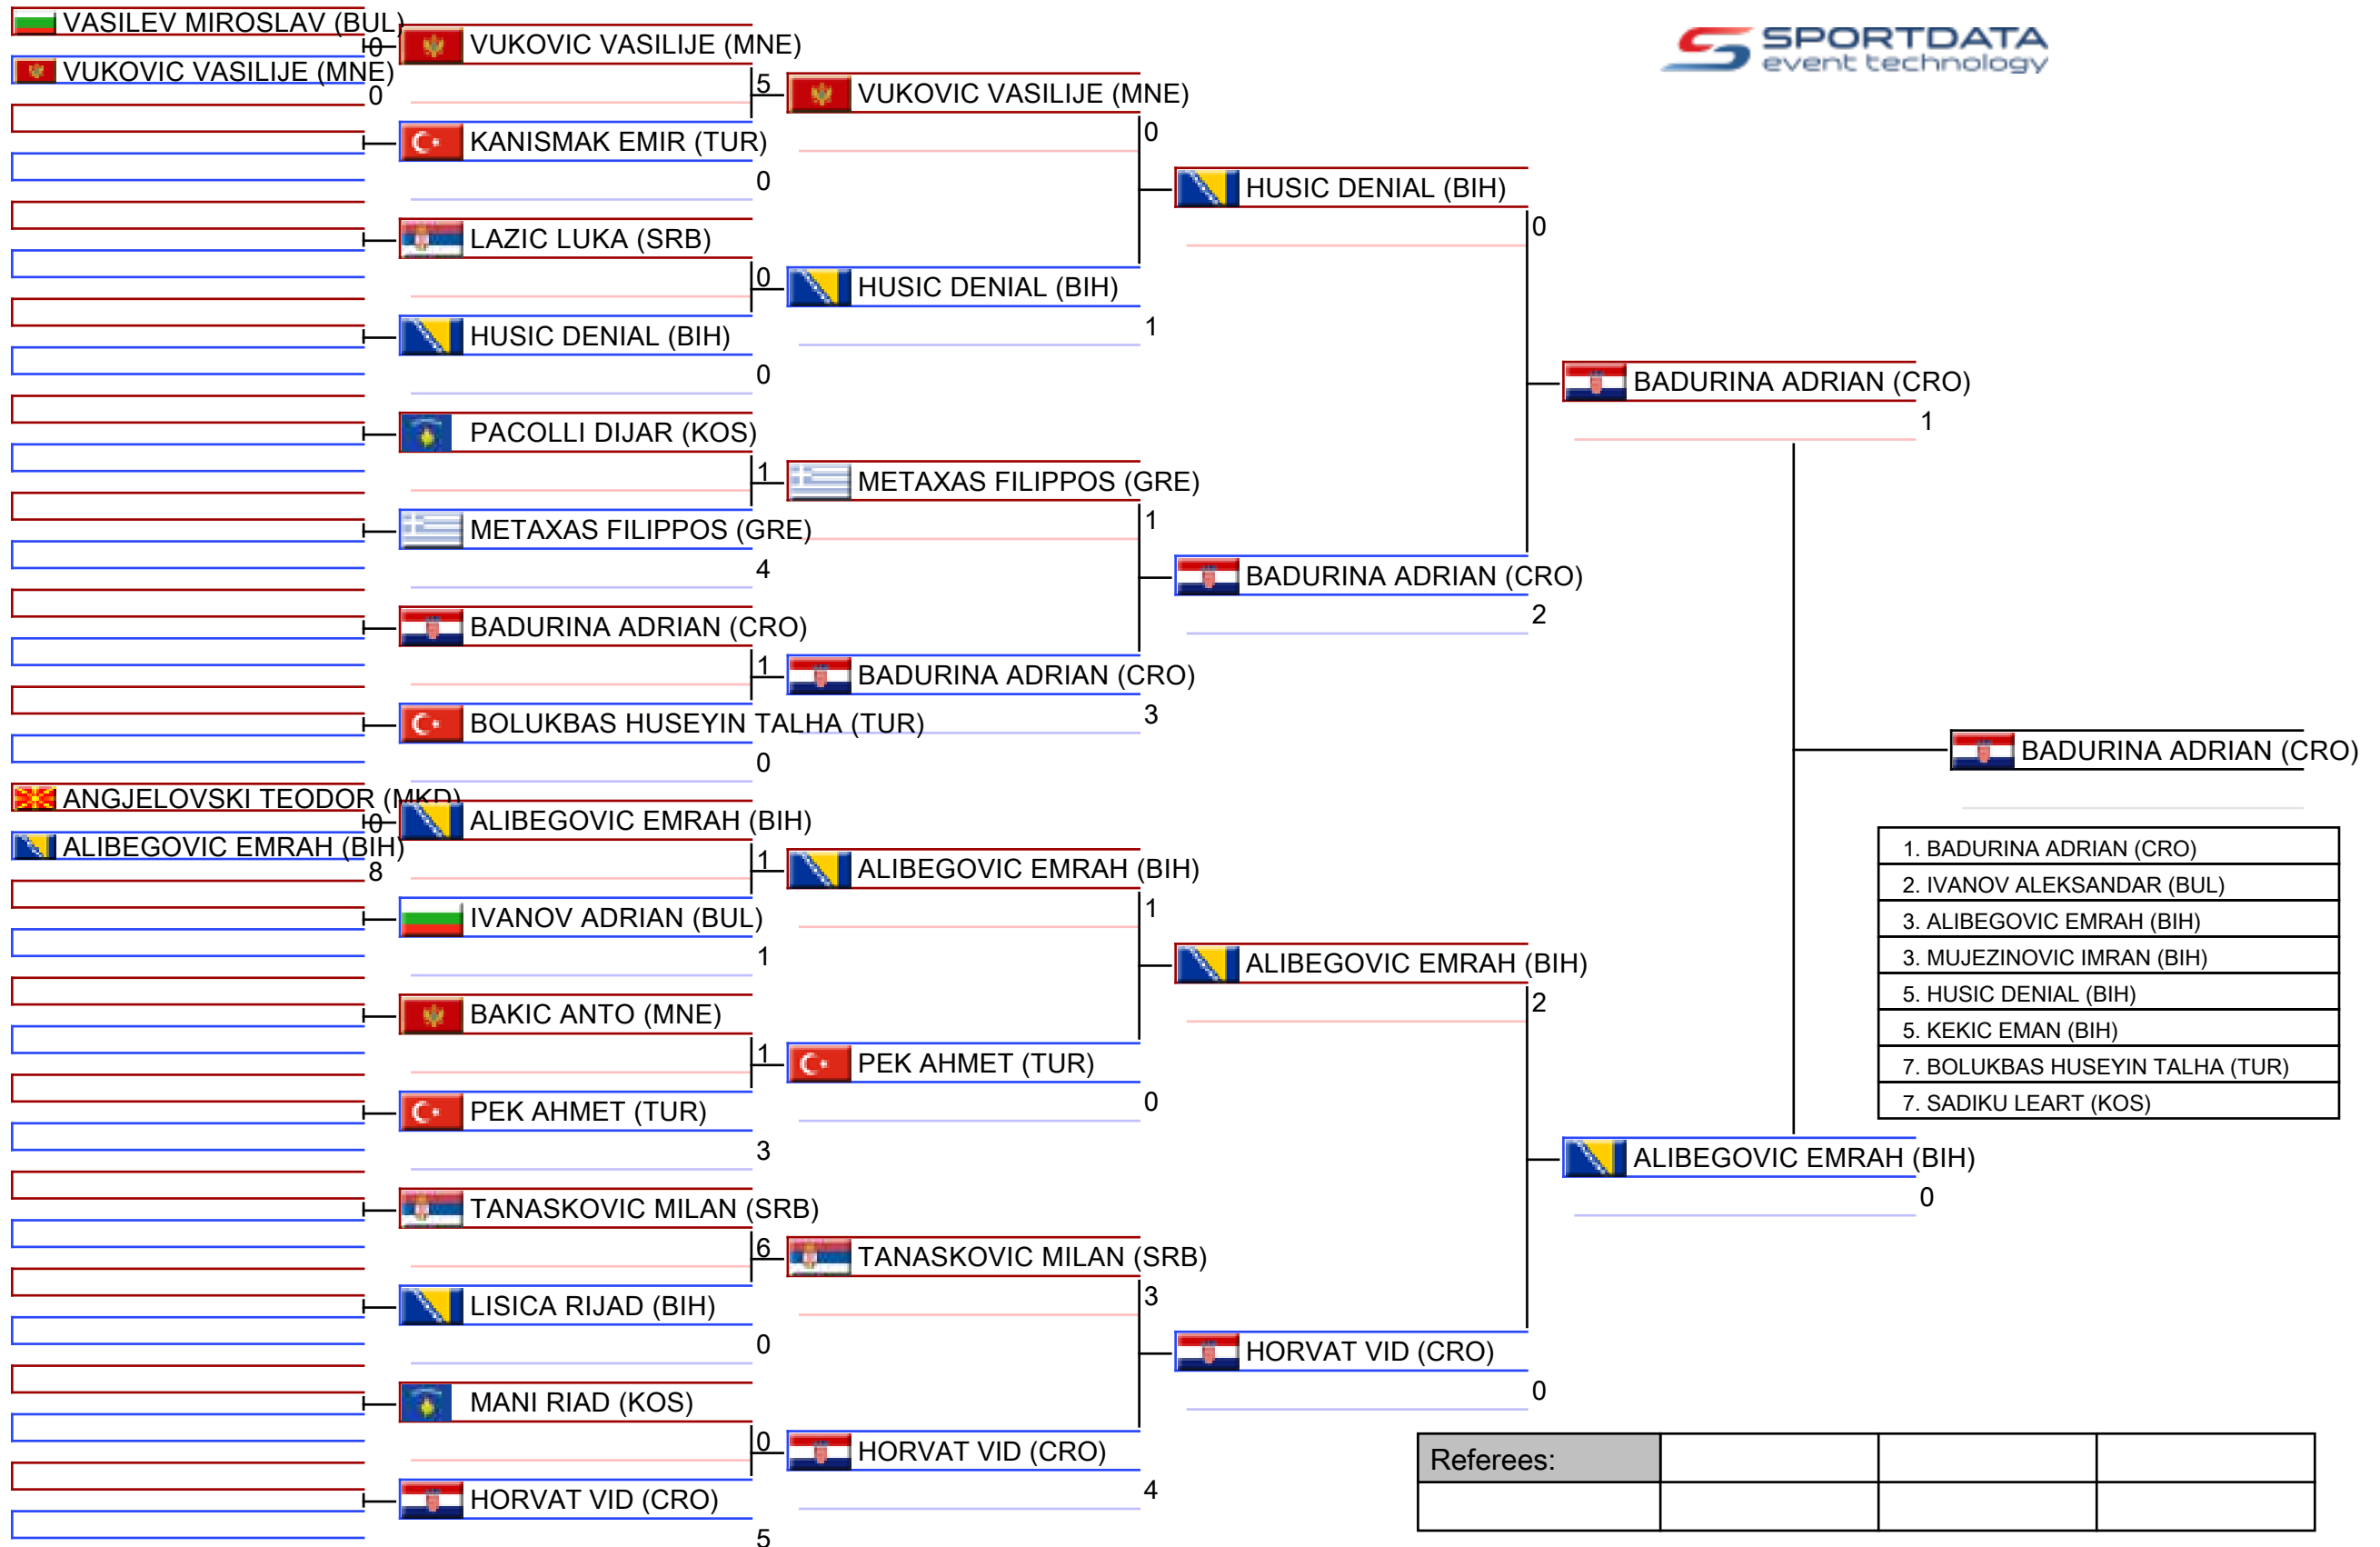 SPORTDATA
event technology
VASILEV MIROSLAV (BUL)
0
VUKOVIC VASILIJE (MNE)
0
ANGJELOVSKI TEODOR (MKD)
0
ALIBEGOVIC EMRAH (BIH)
8
VUKOVIC VASILIJE (MNE)
5
KANISMAK EMIR (TUR)
0
LAZIC LUKA (SRB)
0
HUSIC DENIAL (BIH)
0
PACOLLI DIJAR (KOS)
1
METAXAS FILIPPOS (GRE)
4
BADURINA ADRIAN (CRO)
1
BOLUKBAS HUSEYIN TALHA (TUR)
0
ALIBEGOVIC EMRAH (BIH)
1
IVANOV ADRIAN (BUL)
1
BAKIC ANTO (MNE)
1
PEK AHMET (TUR)
3
TANASKOVIC MILAN (SRB)
6
LISICA RIJAD (BIH)
0
MANI RIAD (KOS)
0
HORVAT VID (CRO)
5
VUKOVIC VASILIJE (MNE)
0
HUSIC DENIAL (BIH)
1
METAXAS FILIPPOS (GRE)
1
BADURINA ADRIAN (CRO)
3
ALIBEGOVIC EMRAH (BIH)
1
PEK AHMET (TUR)
0
TANASKOVIC MILAN (SRB)
3
HORVAT VID (CRO)
4
HUSIC DENIAL (BIH)
0
BADURINA ADRIAN (CRO)
2
ALIBEGOVIC EMRAH (BIH)
2
HORVAT VID (CRO)
0
BADURINA ADRIAN (CRO)
1
ALIBEGOVIC EMRAH (BIH)
0
BADURINA ADRIAN (CRO)
1. BADURINA ADRIAN (CRO)
2. IVANOV ALEKSANDAR (BUL)
3. ALIBEGOVIC EMRAH (BIH)
3. MUJEZINOVIC IMRAN (BIH)
5. HUSIC DENIAL (BIH)
5. KEKIC EMAN (BIH)
7. BOLUKBAS HUSEYIN TALHA (TUR)
7. SADIKU LEART (KOS)
Referees: